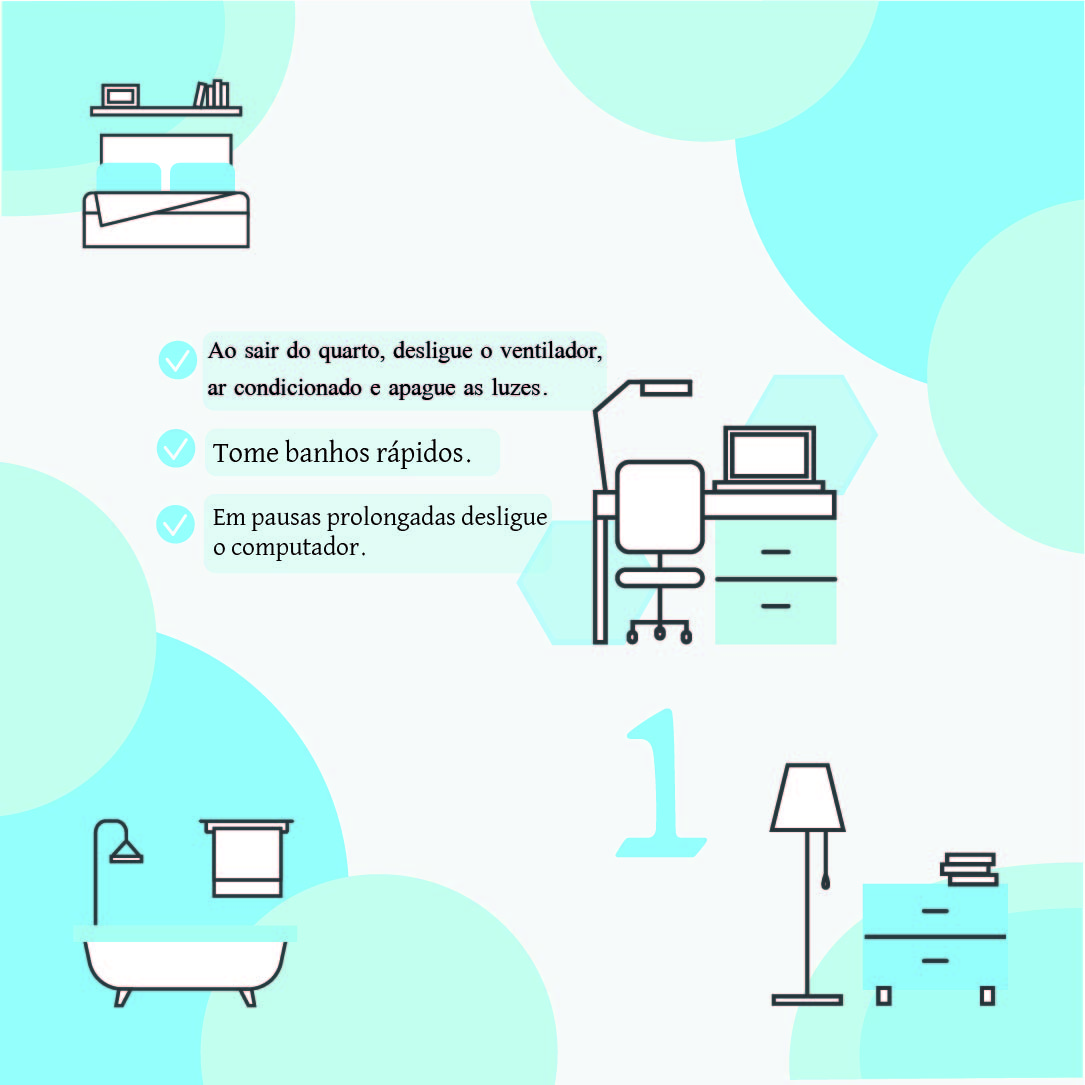 Ao sair do quarto, desligue o ventilador,
ar condicionado e apague as luzes.
Tome banhos rápidos.
Em pausas prolongadas desligue
o computador.
1